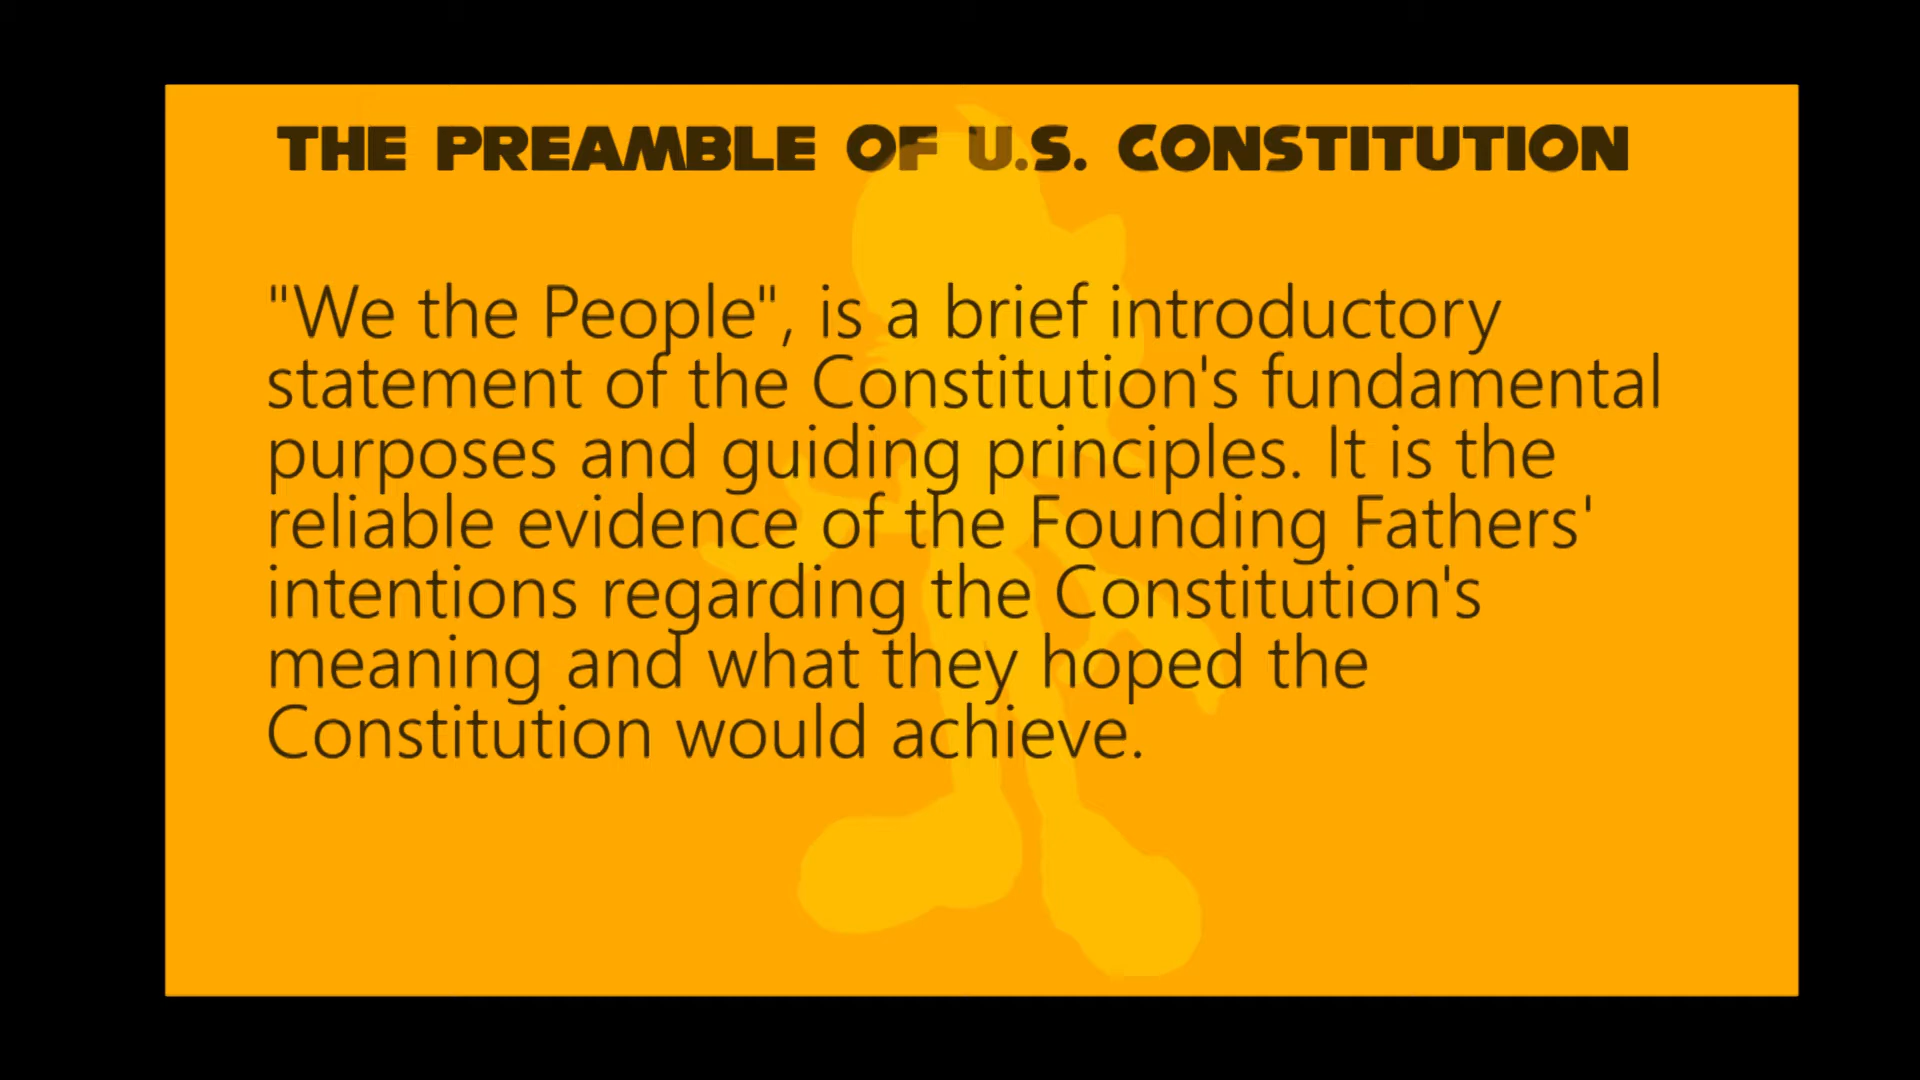 THE PREAMBLE OF U.S. CONSTITUTION
"We the People", is a brief introductory
statement of the Constitution's fundamental
purposes and guiding principles. It is the
reliable evidence of the Founding Fathers'
intentions regarding the Constitution's
meaning and what they hoped the
Constitution would achieve.